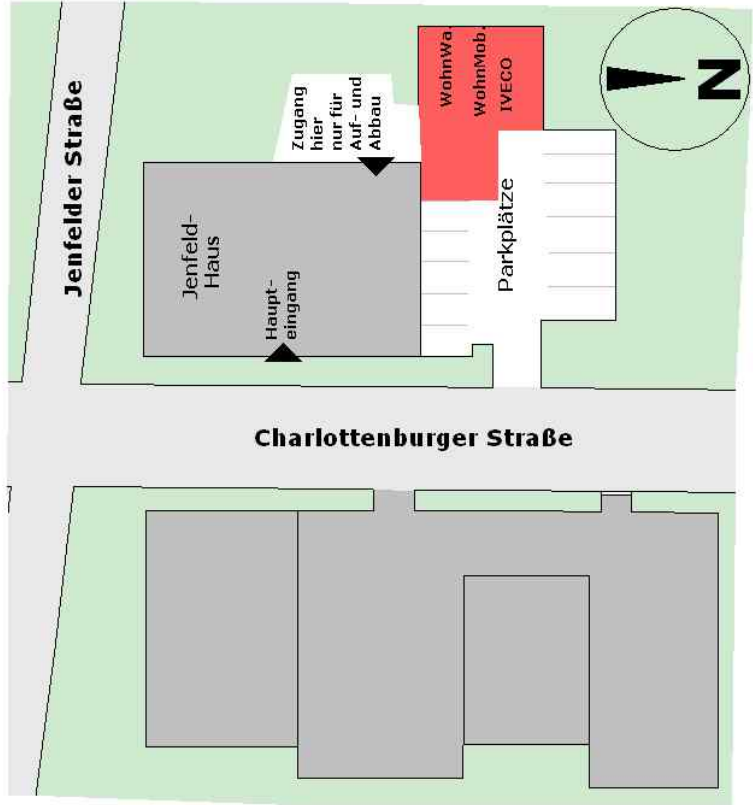 Jenfelder Straße
Zugang
hier
nur für
Auf- und
Abbau
WohnWa.
WohnMob.
IVECO
N
Jenfeld-
Haus
Haupt-
eingang
Parkplätze
Charlottenburger Straße